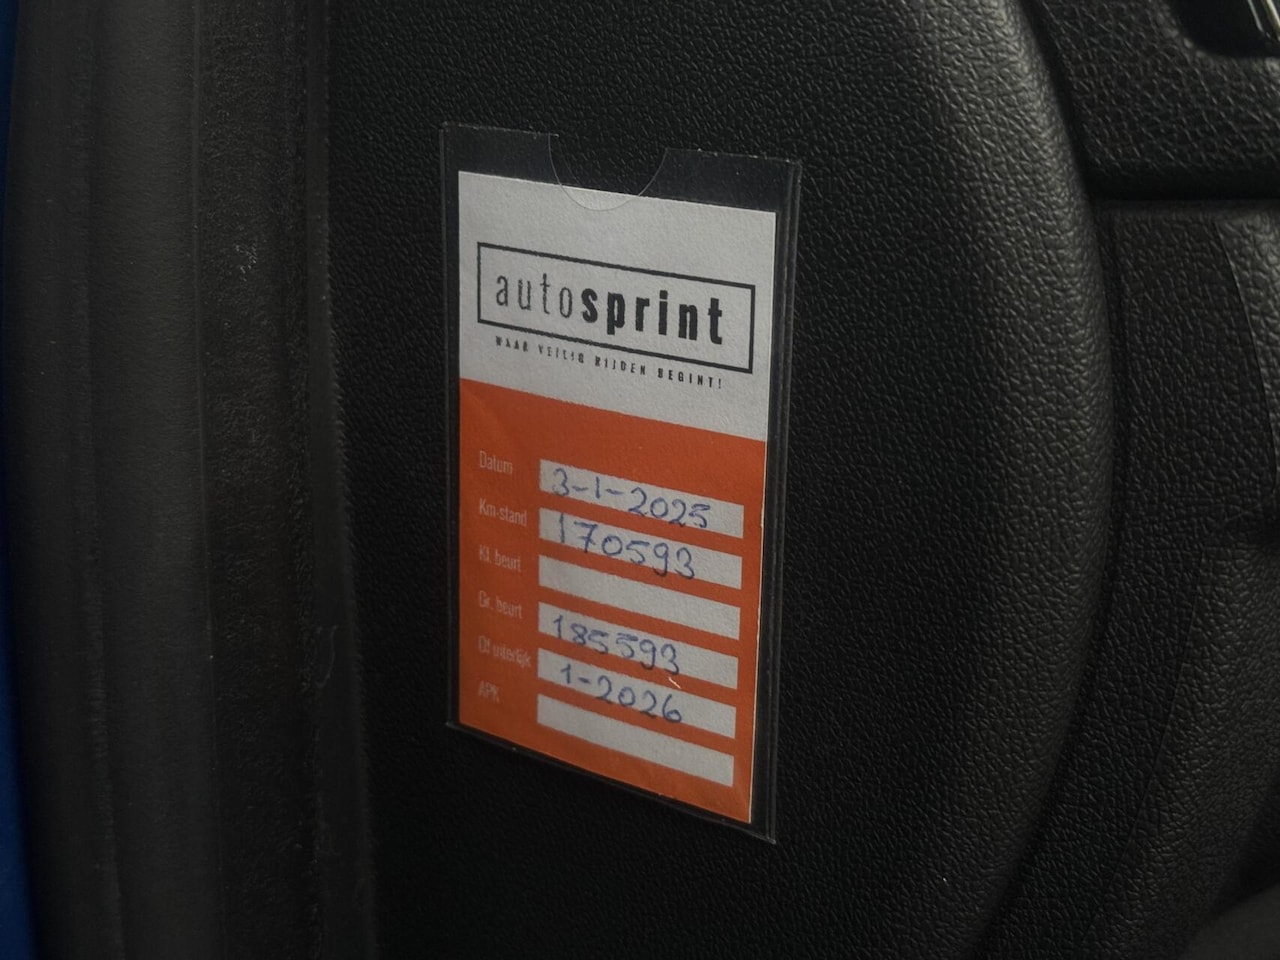 autosprint
WAAR VEILIG RIJDEN BEGINT!
Datum 3-1-2025
Km-stand 170593
Kl. beurt
Gr. beurt 185593
Of uiterlijk 1-2026
APK